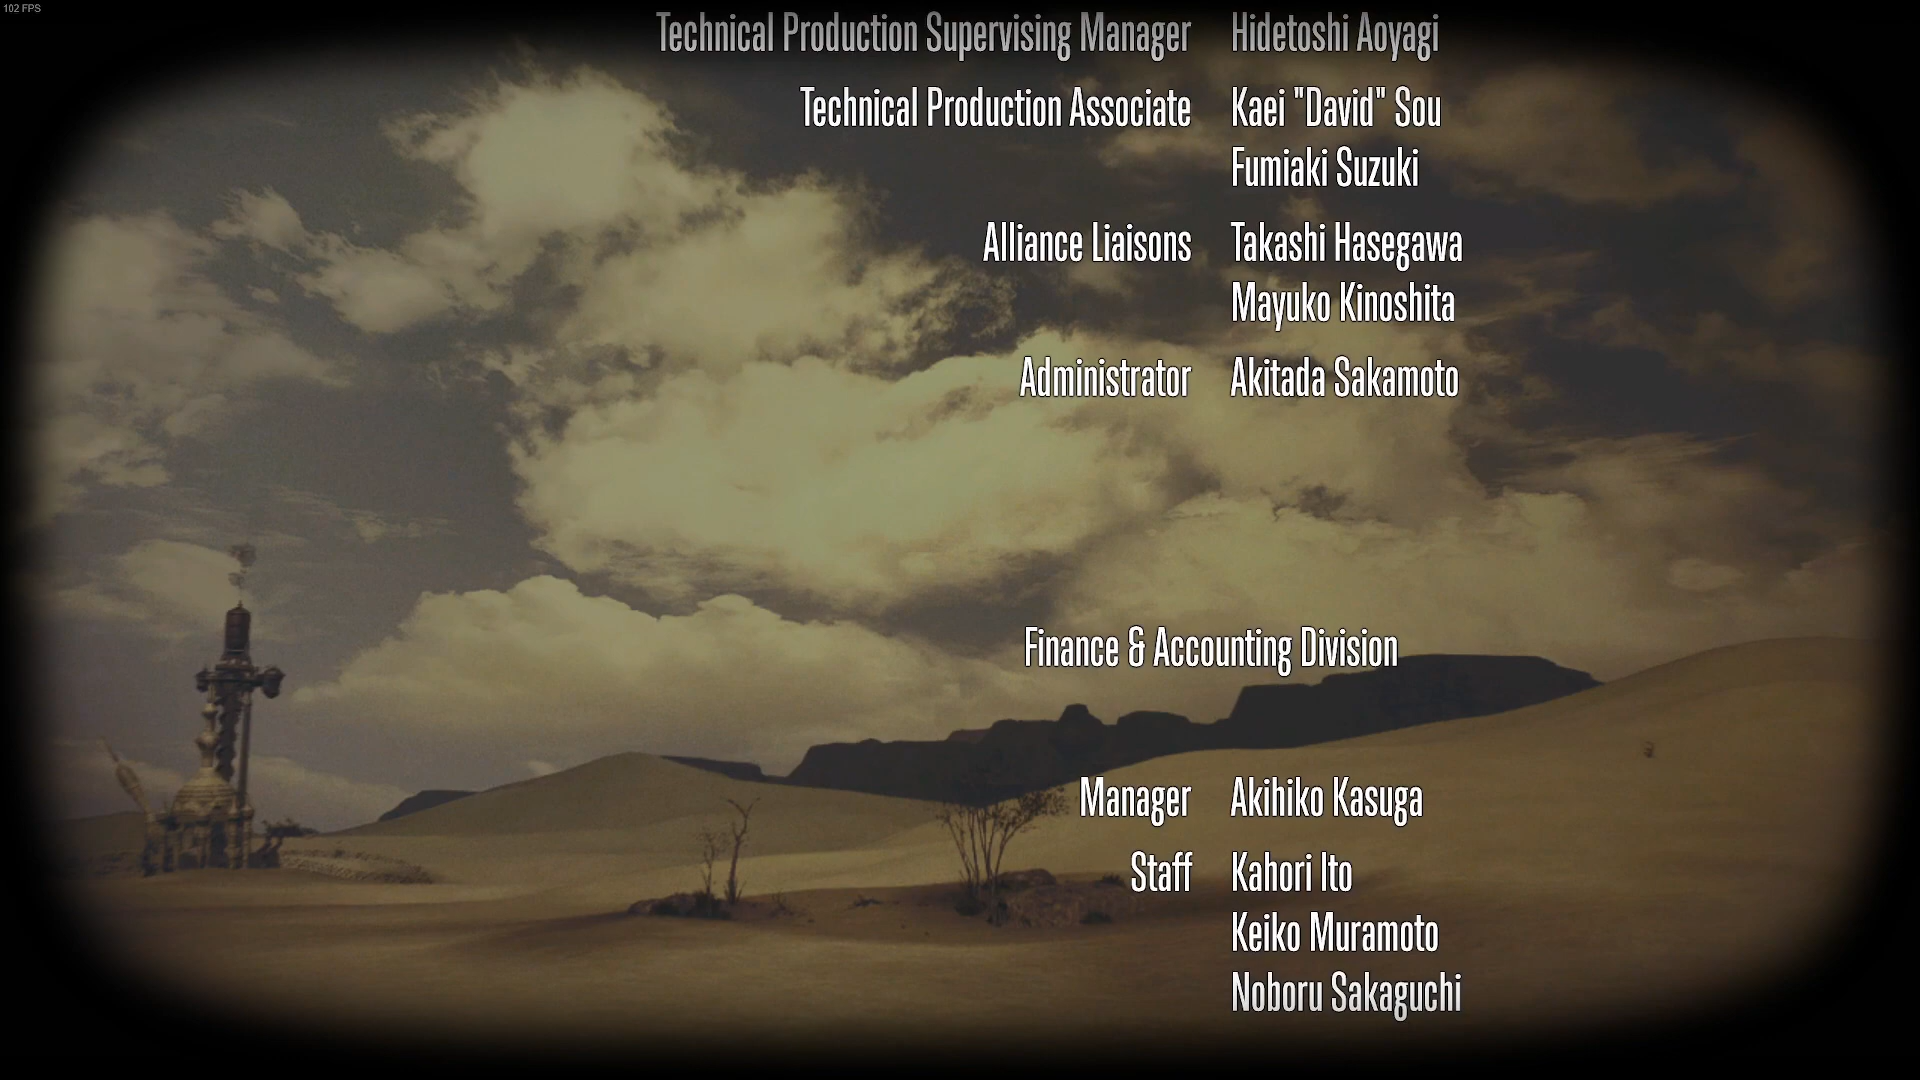 102 FPS
Technical Production Supervising Manager Hidetoshi Aoyagi
Technical Production Associate Kaei "David" Sou
Fumiaki Suzuki
Alliance Liaisons Takashi Hasegawa
Mayuko Kinoshita
Administrator Akitada Sakamoto
Finance & Accounting Division
Manager Akihiko Kasuga
Staff Kahori Ito
Keiko Muramoto
Noboru Sakaguchi